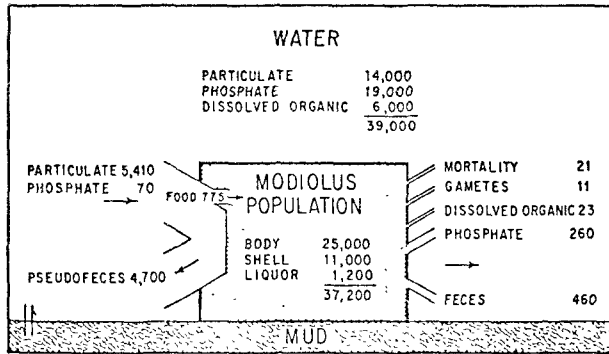 WATER
PARTICULATE 14,000
PHOSPHATE 19,000
DISSOLVED ORGANIC 6,000
39,000
PARTICULATE 5,410
PHOSPHATE 70
FOOD 775
MODIOLUS
POPULATION
BODY 25,000
SHELL 11,000
LIQUOR 1,200
37,200
PSEUDOFECES 4,700
MORTALITY 21
GAMETES 11
DISSOLVED ORGANIC 23
PHOSPHATE 260
FECES 460
MUD